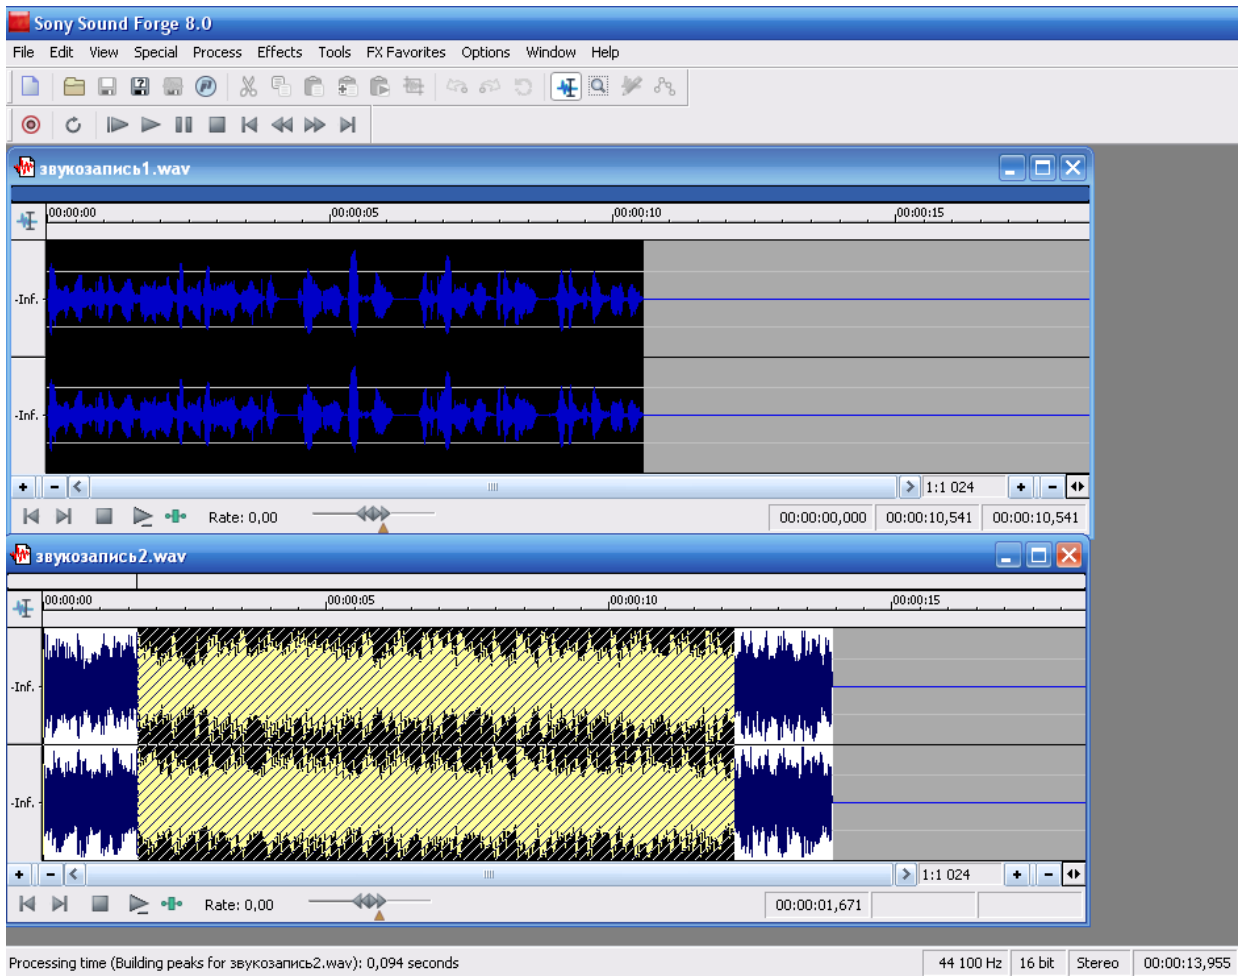 Sony Sound Forge 8.0
File Edit View Special Process Effects Tools FX Favorites Options Window Help
звукозапись1.wav
00:00:00 00:00:05 00:00:10 00:00:15
-Inf.
-Inf.
1:1 024
Rate: 0,00 00:00:00,000 00:00:10,541 00:00:10,541
звукозапись2.wav
00:00:00 00:00:05 00:00:10 00:00:15
-Inf.
-Inf.
1:1 024
Rate: 0,00 00:00:01,671
Processing time (Building peaks for звукозапись2.wav): 0,094 seconds 44 100 Hz 16 bit Stereo 00:00:13,955